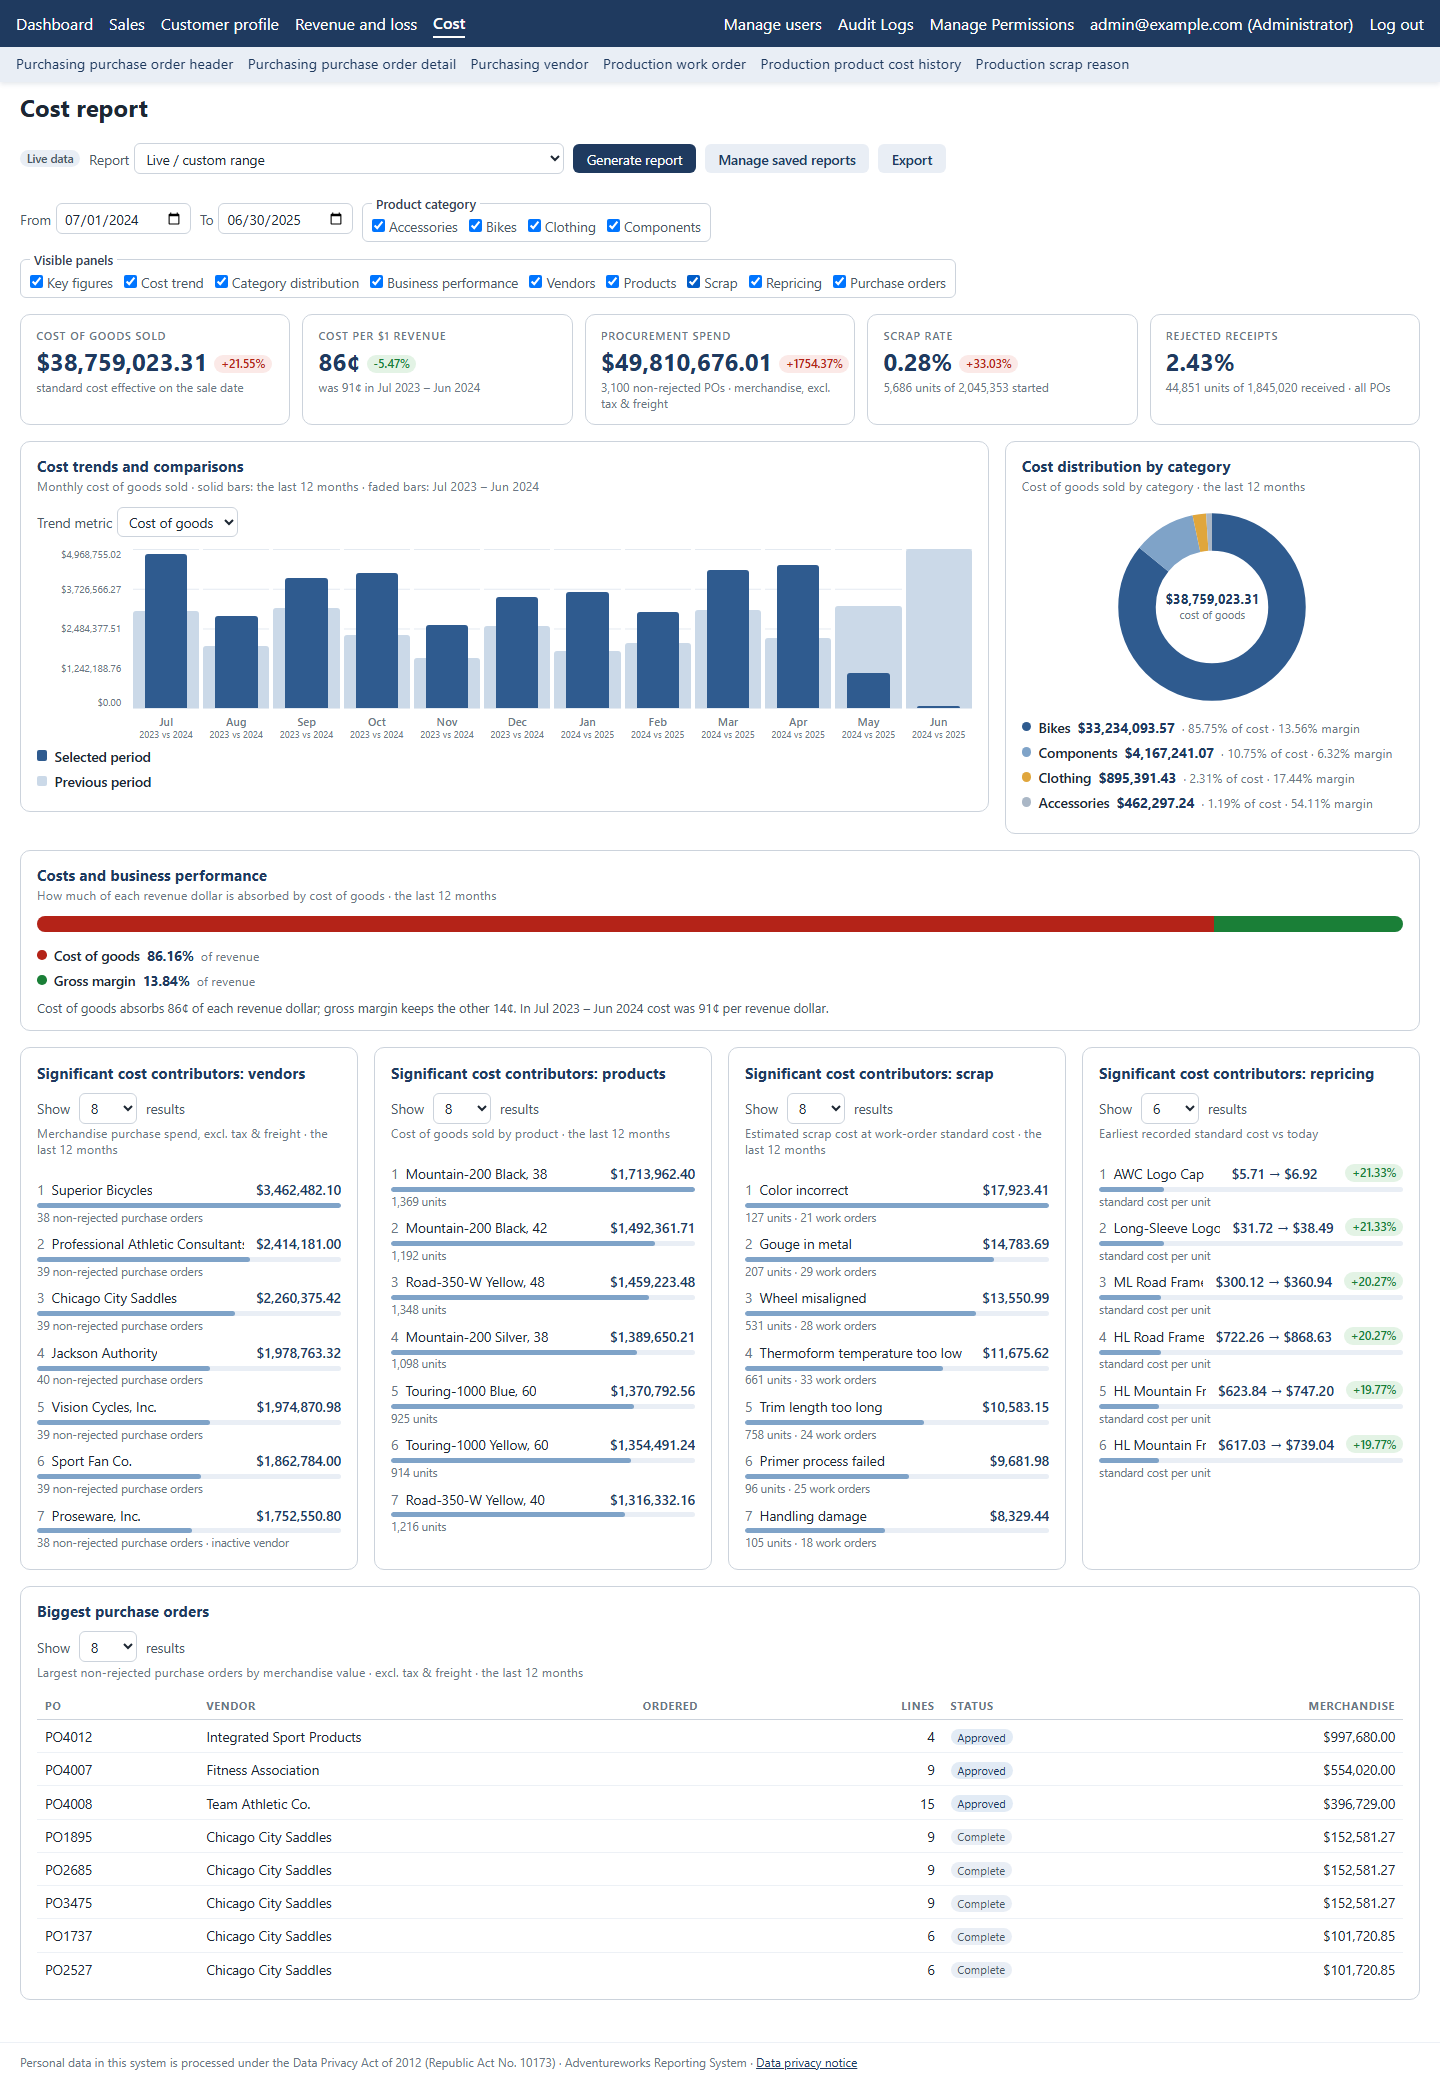 Dashboard Sales Customer profile Revenue and loss Cost Manage users Audit Logs Manage Permissions admin@example.com (Administrator) Log out
Purchasing purchase order header Purchasing purchase order detail Purchasing vendor Production work order Production product cost history Production scrap reason
Cost report
Live data Report Live / custom range Generate report Manage saved reports Export
From 07/01/2024 To 06/30/2025
Product category
Accessories Bikes Clothing Components
Visible panels
Key figures Cost trend Category distribution Business performance Vendors Products Scrap Repricing Purchase orders
COST OF GOODS SOLD
$38,759,023.31 +21.55%
standard cost effective on the sale date
COST PER $1 REVENUE
86¢ -5.47%
was 91¢ in Jul 2023 – Jun 2024
PROCUREMENT SPEND
$49,810,676.01 +1754.37%
3,100 non-rejected POs · merchandise, excl.
tax & freight
SCRAP RATE
0.28% +33.03%
5,686 units of 2,045,353 started
REJECTED RECEIPTS
2.43%
44,851 units of 1,845,020 received · all POs
Cost trends and comparisons
Monthly cost of goods sold · solid bars: the last 12 months · faded bars: Jul 2023 – Jun 2024
Trend metric Cost of goods
$4,968,755.02
$3,726,566.27
$2,484,377.51
$1,242,188.76
$0.00
Jul Aug Sep Oct Nov Dec Jan Feb Mar Apr May Jun
2023 vs 2024 2023 vs 2024 2023 vs 2024 2023 vs 2024 2023 vs 2024 2023 vs 2024 2024 vs 2025 2024 vs 2025 2024 vs 2025 2024 vs 2025 2024 vs 2025 2024 vs 2025
Selected period
Previous period
Cost distribution by category
Cost of goods sold by category · the last 12 months
$38,759,023.31
cost of goods
Bikes $33,234,093.57 · 85.75% of cost · 13.56% margin
Components $4,167,241.07 · 10.75% of cost · 6.32% margin
Clothing $895,391.43 · 2.31% of cost · 17.44% margin
Accessories $462,297.24 · 1.19% of cost · 54.11% margin
Costs and business performance
How much of each revenue dollar is absorbed by cost of goods · the last 12 months
Cost of goods 86.16% of revenue
Gross margin 13.84% of revenue
Cost of goods absorbs 86¢ of each revenue dollar; gross margin keeps the other 14¢. In Jul 2023 – Jun 2024 cost was 91¢ per revenue dollar.
Significant cost contributors: vendors
Show 8 results
Merchandise purchase spend, excl. tax & freight · the
last 12 months
1 Superior Bicycles $3,462,482.10
38 non-rejected purchase orders
2 Professional Athletic Consultants $2,414,181.00
39 non-rejected purchase orders
3 Chicago City Saddles $2,260,375.42
39 non-rejected purchase orders
4 Jackson Authority $1,978,763.32
40 non-rejected purchase orders
5 Vision Cycles, Inc. $1,974,870.98
39 non-rejected purchase orders
6 Sport Fan Co. $1,862,784.00
39 non-rejected purchase orders
7 Proseware, Inc. $1,752,550.80
38 non-rejected purchase orders · inactive vendor
Significant cost contributors: products
Show 8 results
Cost of goods sold by product · the last 12 months
1 Mountain-200 Black, 38 $1,713,962.40
1,369 units
2 Mountain-200 Black, 42 $1,492,361.71
1,192 units
3 Road-350-W Yellow, 48 $1,459,223.48
1,348 units
4 Mountain-200 Silver, 38 $1,389,650.21
1,098 units
5 Touring-1000 Blue, 60 $1,370,792.56
925 units
6 Touring-1000 Yellow, 60 $1,354,491.24
914 units
7 Road-350-W Yellow, 40 $1,316,332.16
1,216 units
Significant cost contributors: scrap
Show 8 results
Estimated scrap cost at work-order standard cost · the
last 12 months
1 Color incorrect $17,923.41
127 units · 21 work orders
2 Gouge in metal $14,783.69
207 units · 29 work orders
3 Wheel misaligned $13,550.99
531 units · 28 work orders
4 Thermoform temperature too low $11,675.62
661 units · 33 work orders
5 Trim length too long $10,583.15
758 units · 24 work orders
6 Primer process failed $9,681.98
96 units · 25 work orders
7 Handling damage $8,329.44
105 units · 18 work orders
Significant cost contributors: repricing
Show 6 results
Earliest recorded standard cost vs today
1 AWC Logo Cap $5.71 → $6.92 +21.33%
standard cost per unit
2 Long-Sleeve Logo $31.72 → $38.49 +21.33%
standard cost per unit
3 ML Road Frame $300.12 → $360.94 +20.27%
standard cost per unit
4 HL Road Frame $722.26 → $868.63 +20.27%
standard cost per unit
5 HL Mountain Fr $623.84 → $747.20 +19.77%
standard cost per unit
6 HL Mountain Fr $617.03 → $739.04 +19.77%
standard cost per unit
Biggest purchase orders
Show 8 results
Largest non-rejected purchase orders by merchandise value · excl. tax & freight · the last 12 months
PO VENDOR ORDERED LINES STATUS MERCHANDISE
PO4012 Integrated Sport Products 4 Approved $997,680.00
PO4007 Fitness Association 9 Approved $554,020.00
PO4008 Team Athletic Co. 15 Approved $396,729.00
PO1895 Chicago City Saddles 9 Complete $152,581.27
PO2685 Chicago City Saddles 9 Complete $152,581.27
PO3475 Chicago City Saddles 9 Complete $152,581.27
PO1737 Chicago City Saddles 6 Complete $101,720.85
PO2527 Chicago City Saddles 6 Complete $101,720.85
Personal data in this system is processed under the Data Privacy Act of 2012 (Republic Act No. 10173) · Adventureworks Reporting System · Data privacy notice